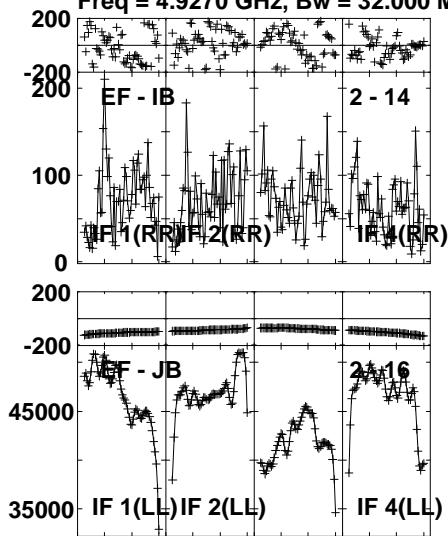 Freq = 4.9270 GHz, Bw = 32.000 M
200
-200
200
EF - IB 2 - 14
100
IF 1(RR) IF 2(RR) IF 4(RR)
0
200
-200
EF - JB 2 - 16
45000
35000
IF 1(LL) IF 2(LL) IF 4(LL)